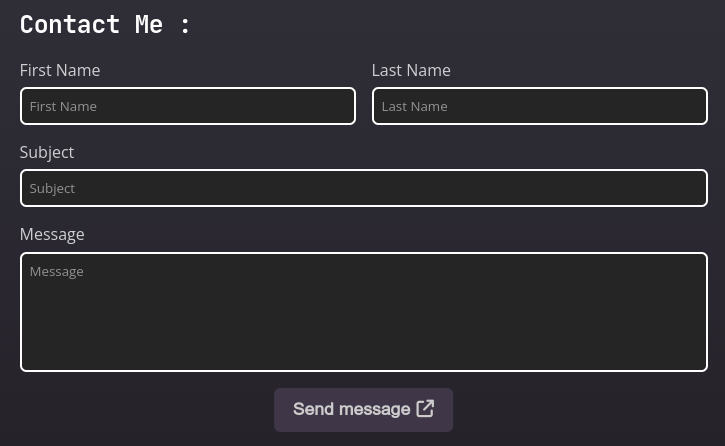 Contact Me :
First Name Last Name
First Name Last Name
Subject
Subject
Message
Message
Send message